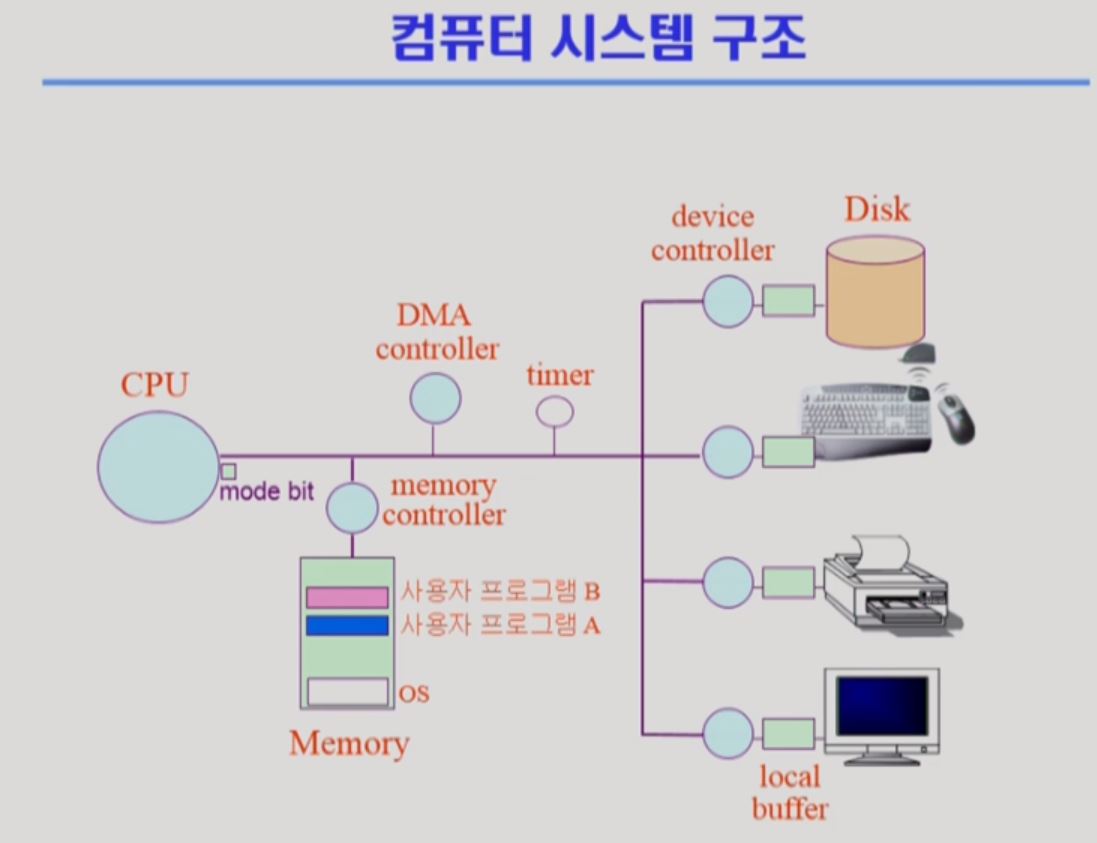 컴퓨터 시스템 구조
device
controller
Disk
DMA
controller
timer
CPU
mode bit
memory
controller
사용자 프로그램 B
사용자 프로그램 A
OS
Memory
local
buffer